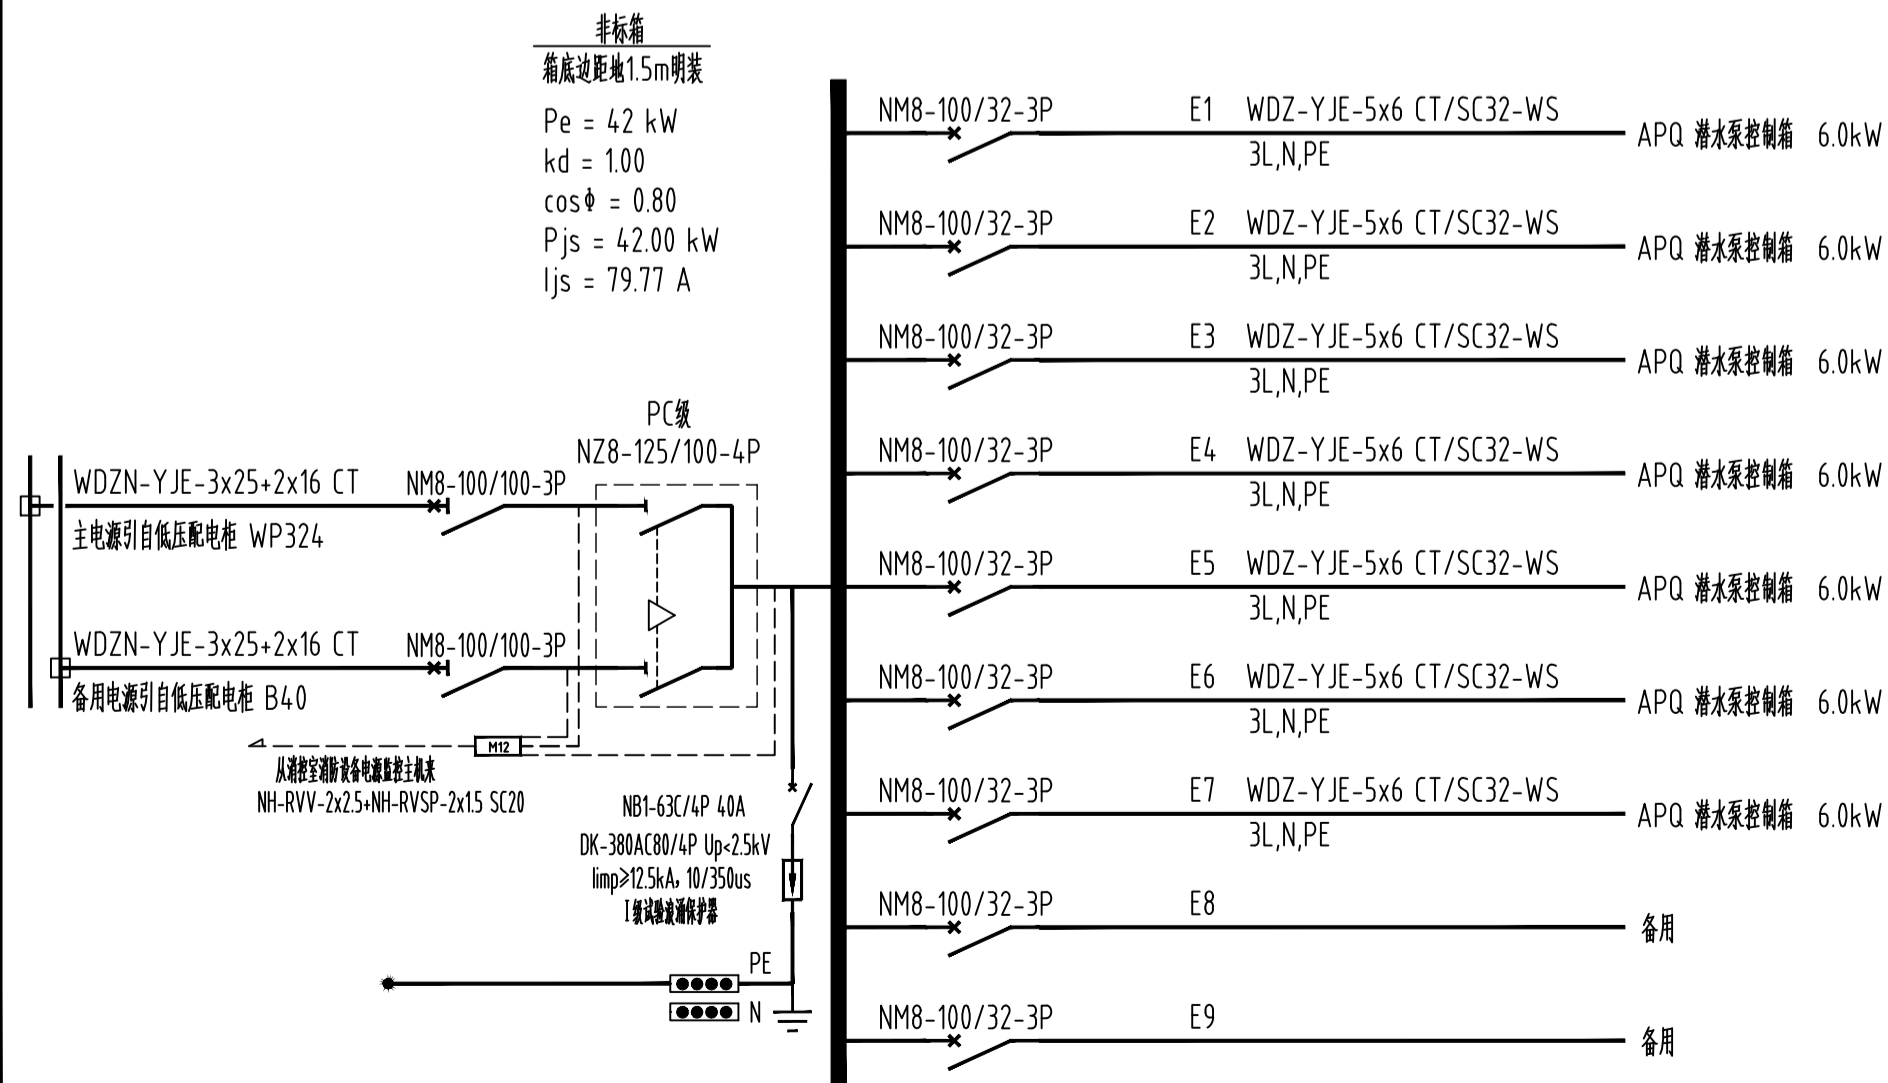 非标箱
箱底边距地1.5m明装
Pe = 42 kW
kd = 1.00
cosΦ = 0.80
Pjs = 42.00 kW
Ijs = 79.77 A
PC级
NZ8-125/100-4P
WDZN-YJE-3x25+2x16 CT
NM8-100/100-3P
主电源引自低压配电柜 WP324
WDZN-YJE-3x25+2x16 CT
NM8-100/100-3P
备用电源引自低压配电柜 B40
M12
从消控室消防设备电源监控主机来
NH-RVV-2x2.5+NH-RVSP-2x1.5 SC20
NB1-63C/4P 40A
DK-380AC80/4P Up<2.5kV
Iimp≥12.5kA, 10/350us
I级试验浪涌保护器
PE
N
NM8-100/32-3P E1 WDZ-YJE-5x6 CT/SC32-WS
3L,N,PE
APQ 潜水泵控制箱 6.0kW
NM8-100/32-3P E2 WDZ-YJE-5x6 CT/SC32-WS
3L,N,PE
APQ 潜水泵控制箱 6.0kW
NM8-100/32-3P E3 WDZ-YJE-5x6 CT/SC32-WS
3L,N,PE
APQ 潜水泵控制箱 6.0kW
NM8-100/32-3P E4 WDZ-YJE-5x6 CT/SC32-WS
3L,N,PE
APQ 潜水泵控制箱 6.0kW
NM8-100/32-3P E5 WDZ-YJE-5x6 CT/SC32-WS
3L,N,PE
APQ 潜水泵控制箱 6.0kW
NM8-100/32-3P E6 WDZ-YJE-5x6 CT/SC32-WS
3L,N,PE
APQ 潜水泵控制箱 6.0kW
NM8-100/32-3P E7 WDZ-YJE-5x6 CT/SC32-WS
3L,N,PE
APQ 潜水泵控制箱 6.0kW
NM8-100/32-3P E8
备用
NM8-100/32-3P E9
备用